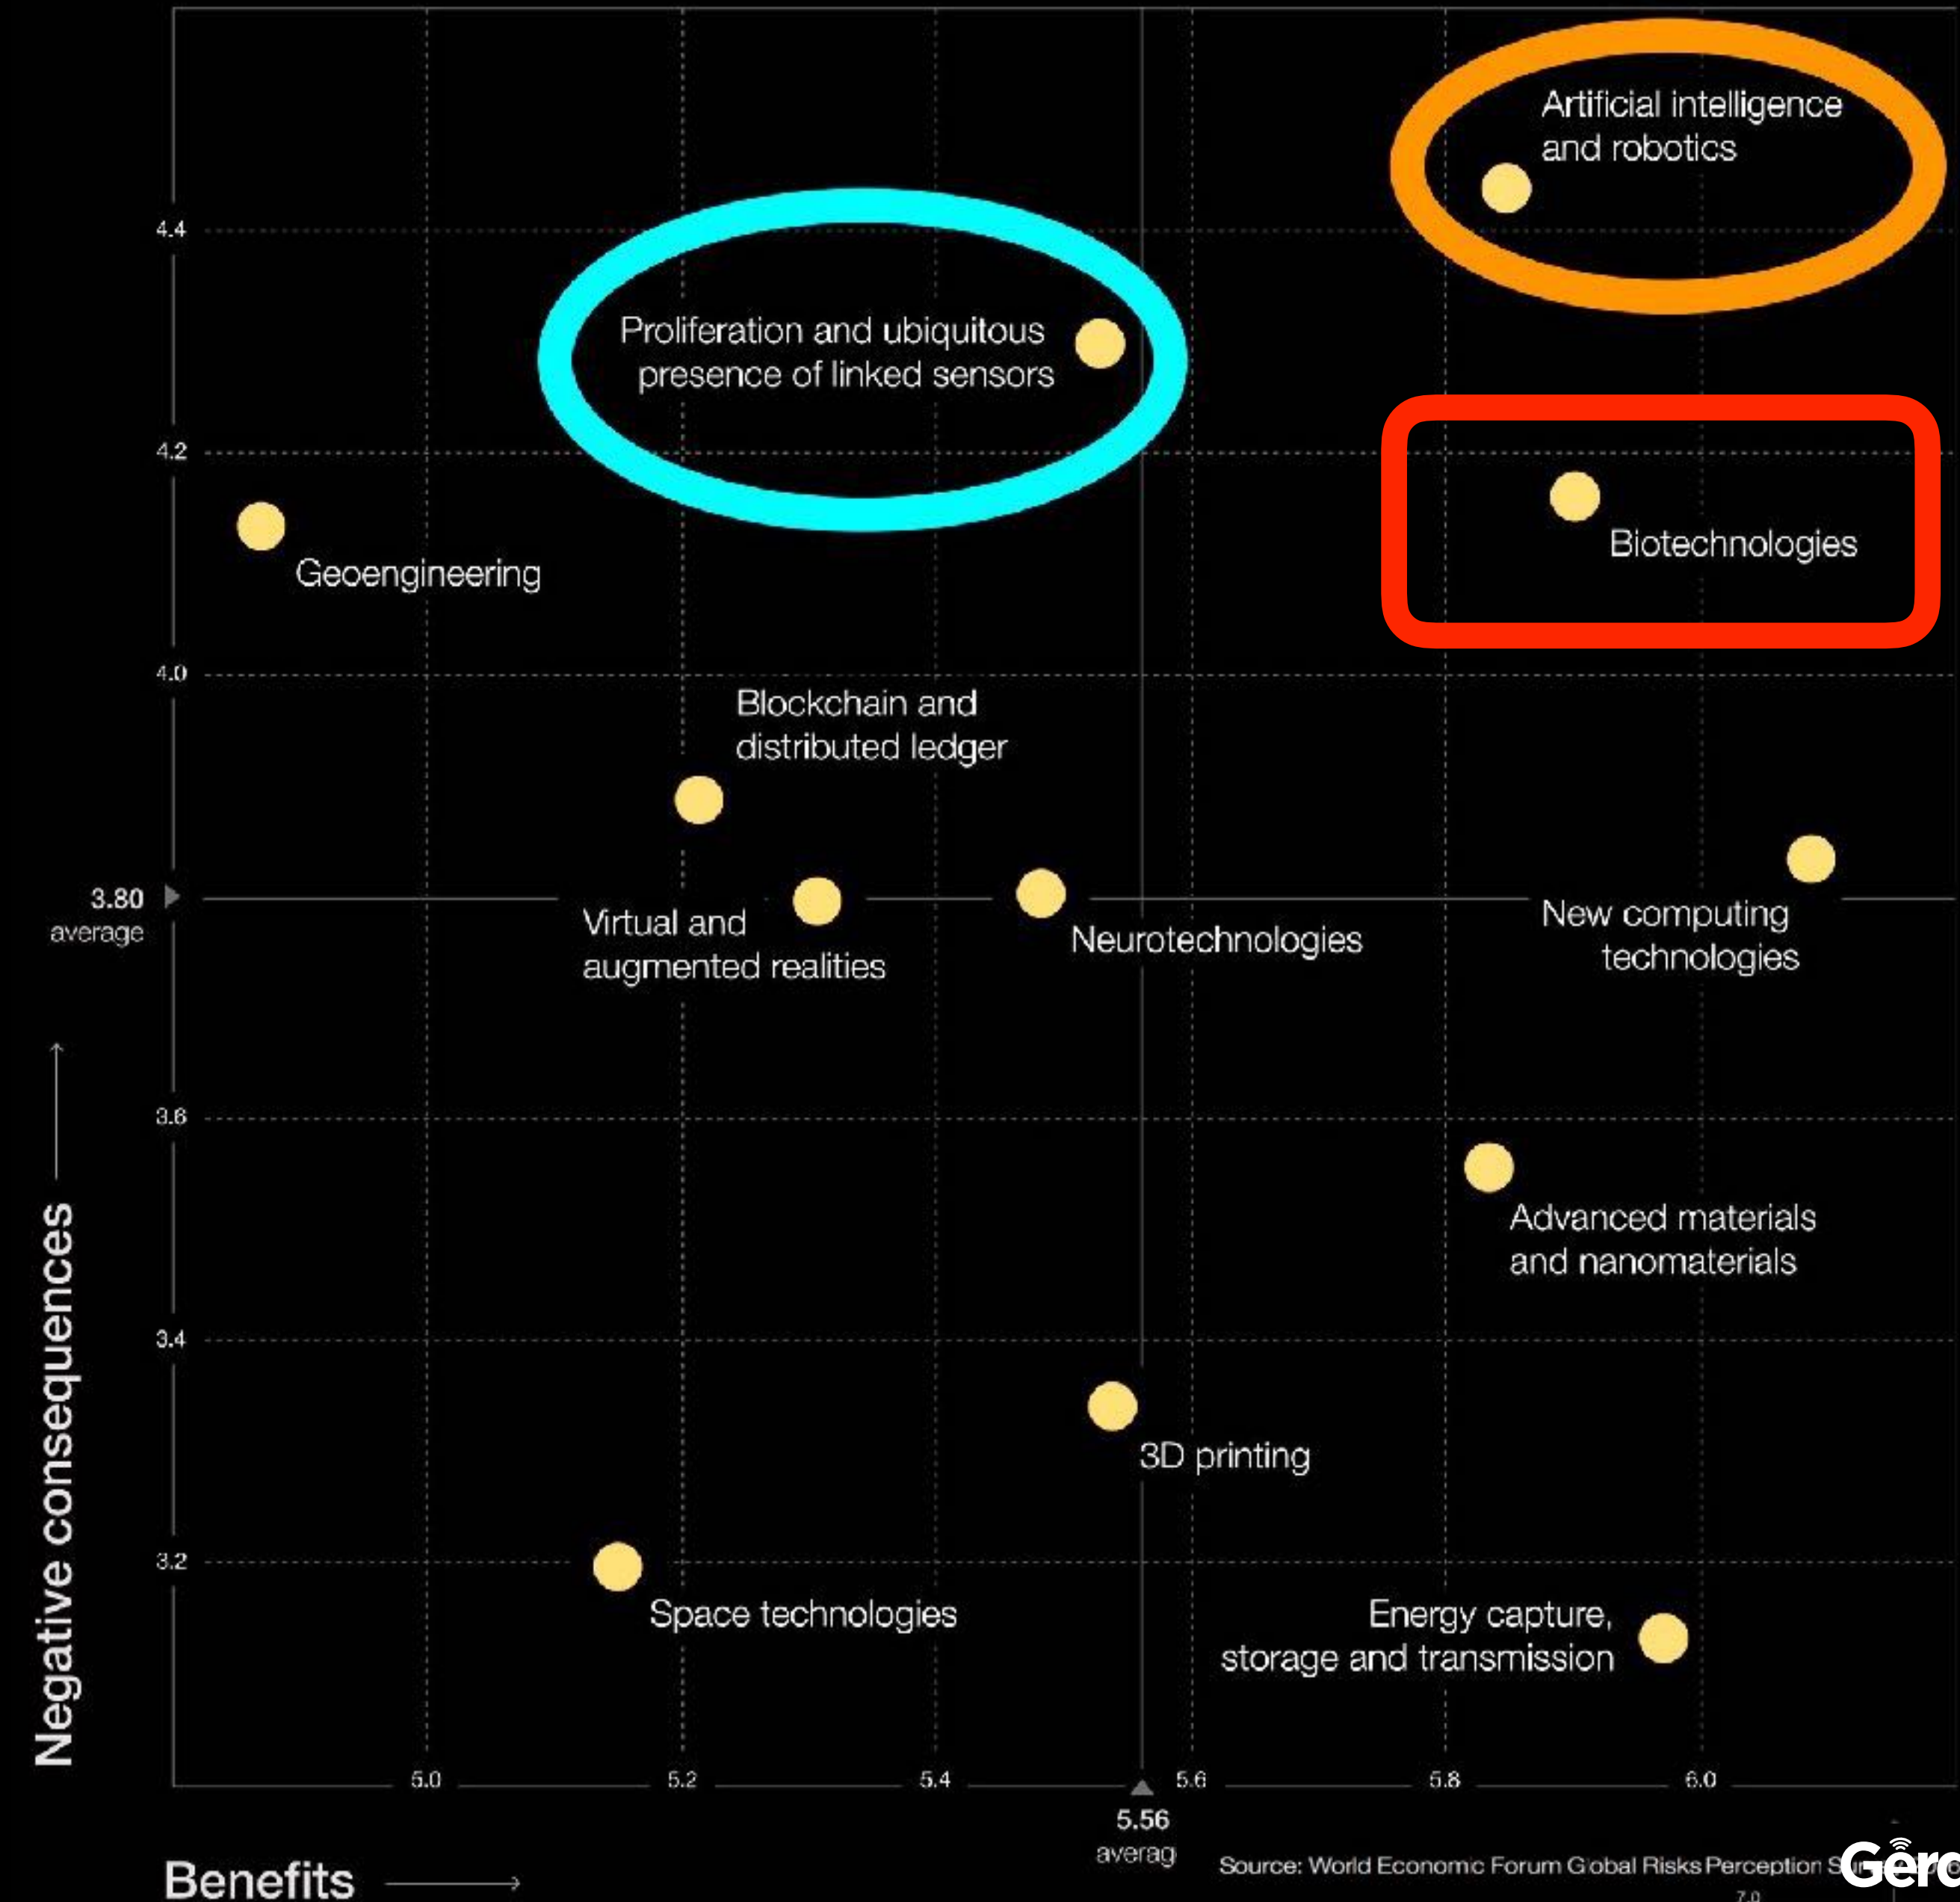 Artificial intelligence
and robotics
4.4
Proliferation and ubiquitous
presence of linked sensors
4.2
Geoengineering
Biotechnologies
4.0
Blockchain and
distributed ledger
3.80
average
Virtual and
augmented realities
Neurotechnologies
New computing
technologies
3.6
Advanced materials
and nanomaterials
3.4
3D printing
3.2
Space technologies
Energy capture,
storage and transmission
Negative consequences
5.0 5.2 5.4 5.6 5.8 6.0
5.56
averag
Benefits
Source: World Economic Forum Global Risks Perception
7.0